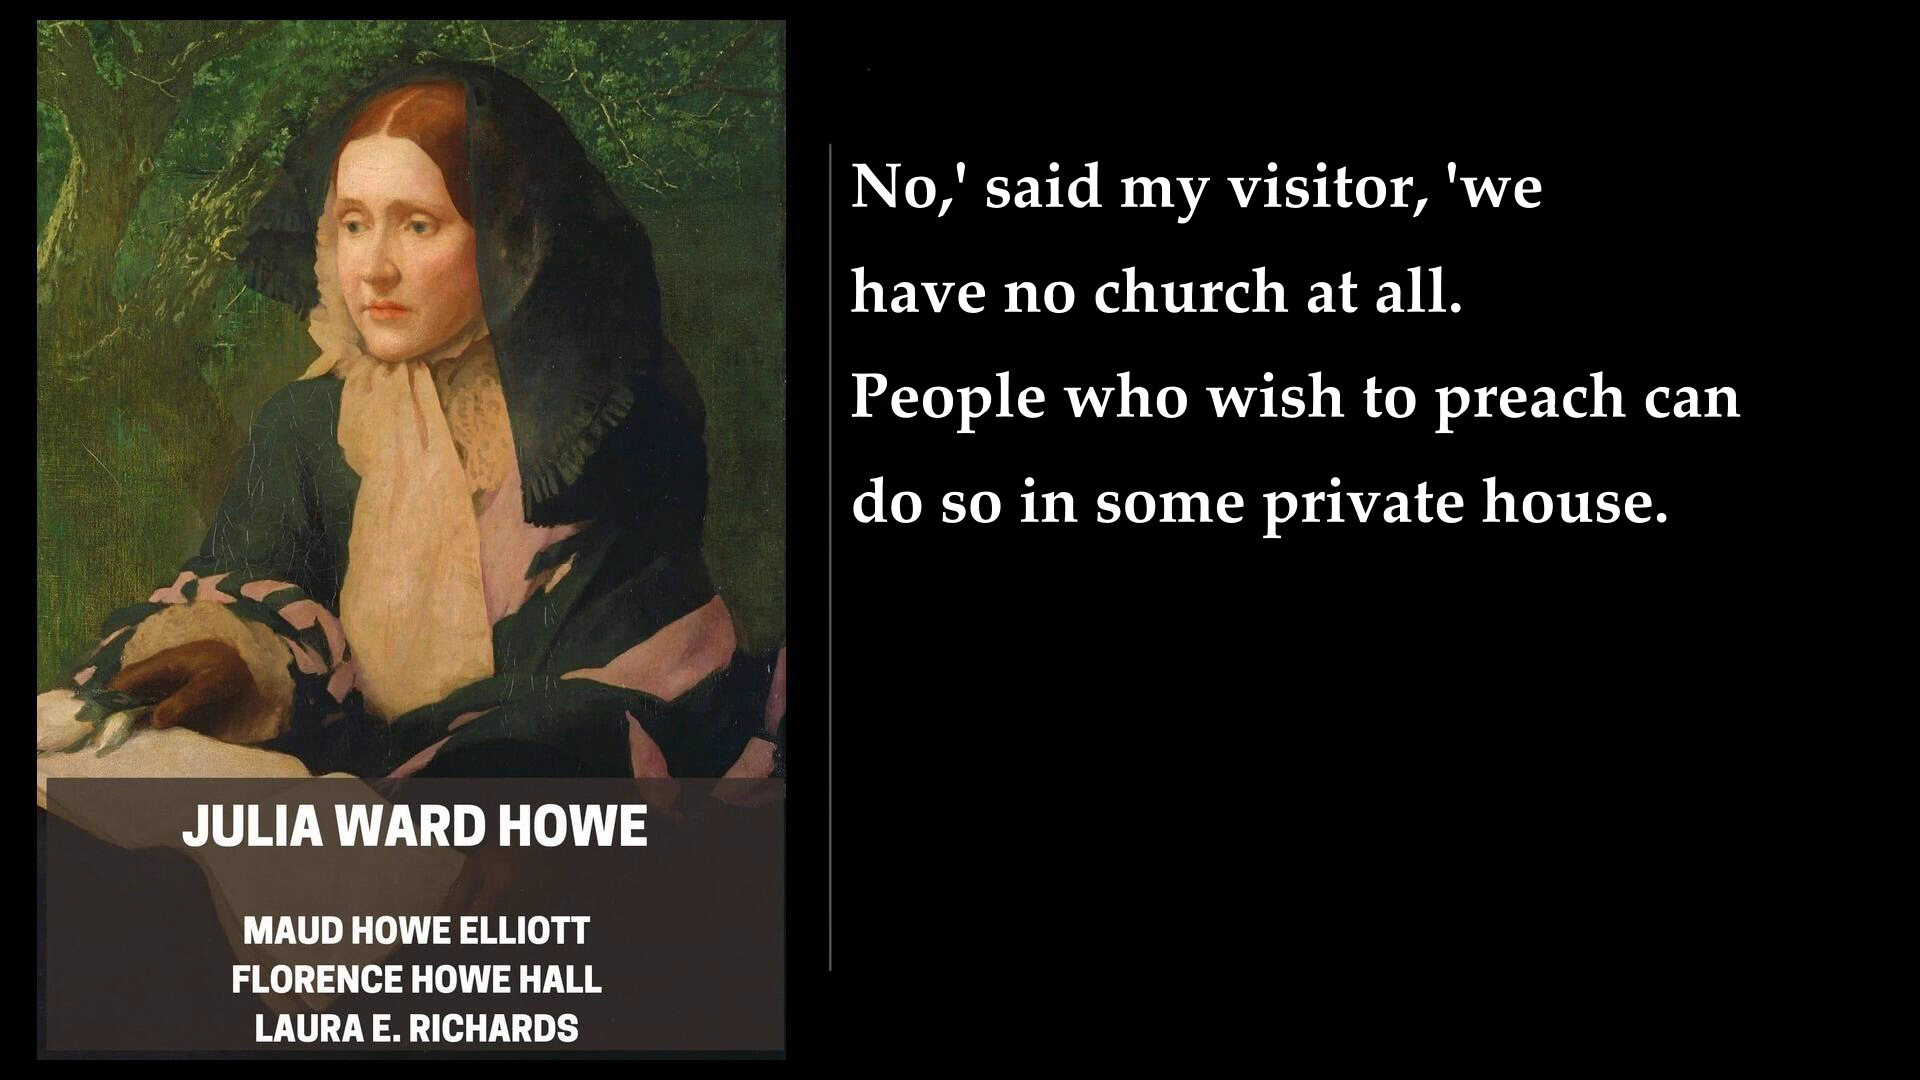 JULIA WARD HOWE
MAUD HOWE ELLIOTT
FLORENCE HOWE HALL
LAURA E. RICHARDS
No,' said my visitor, 'we
have no church at all.
People who wish to preach can
do so in some private house.